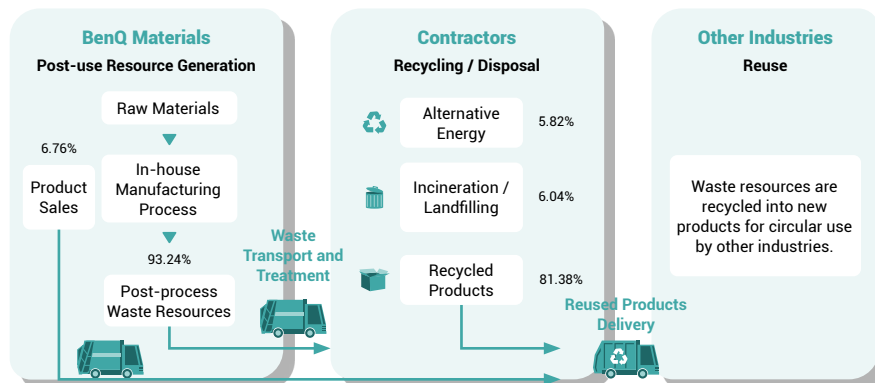 BenQ Materials
Post-use Resource Generation
Raw Materials
6.76%
Product
Sales
In-house
Manufacturing
Process
93.24%
Post-process
Waste Resources
Waste
Transport and
Treatment
Contractors
Recycling / Disposal
Alternative
Energy
5.82%
Incineration /
Landfilling
6.04%
Recycled
Products
81.38%
Reused Products
Delivery
Other Industries
Reuse
Waste resources are
recycled into new
products for circular use
by other industries.